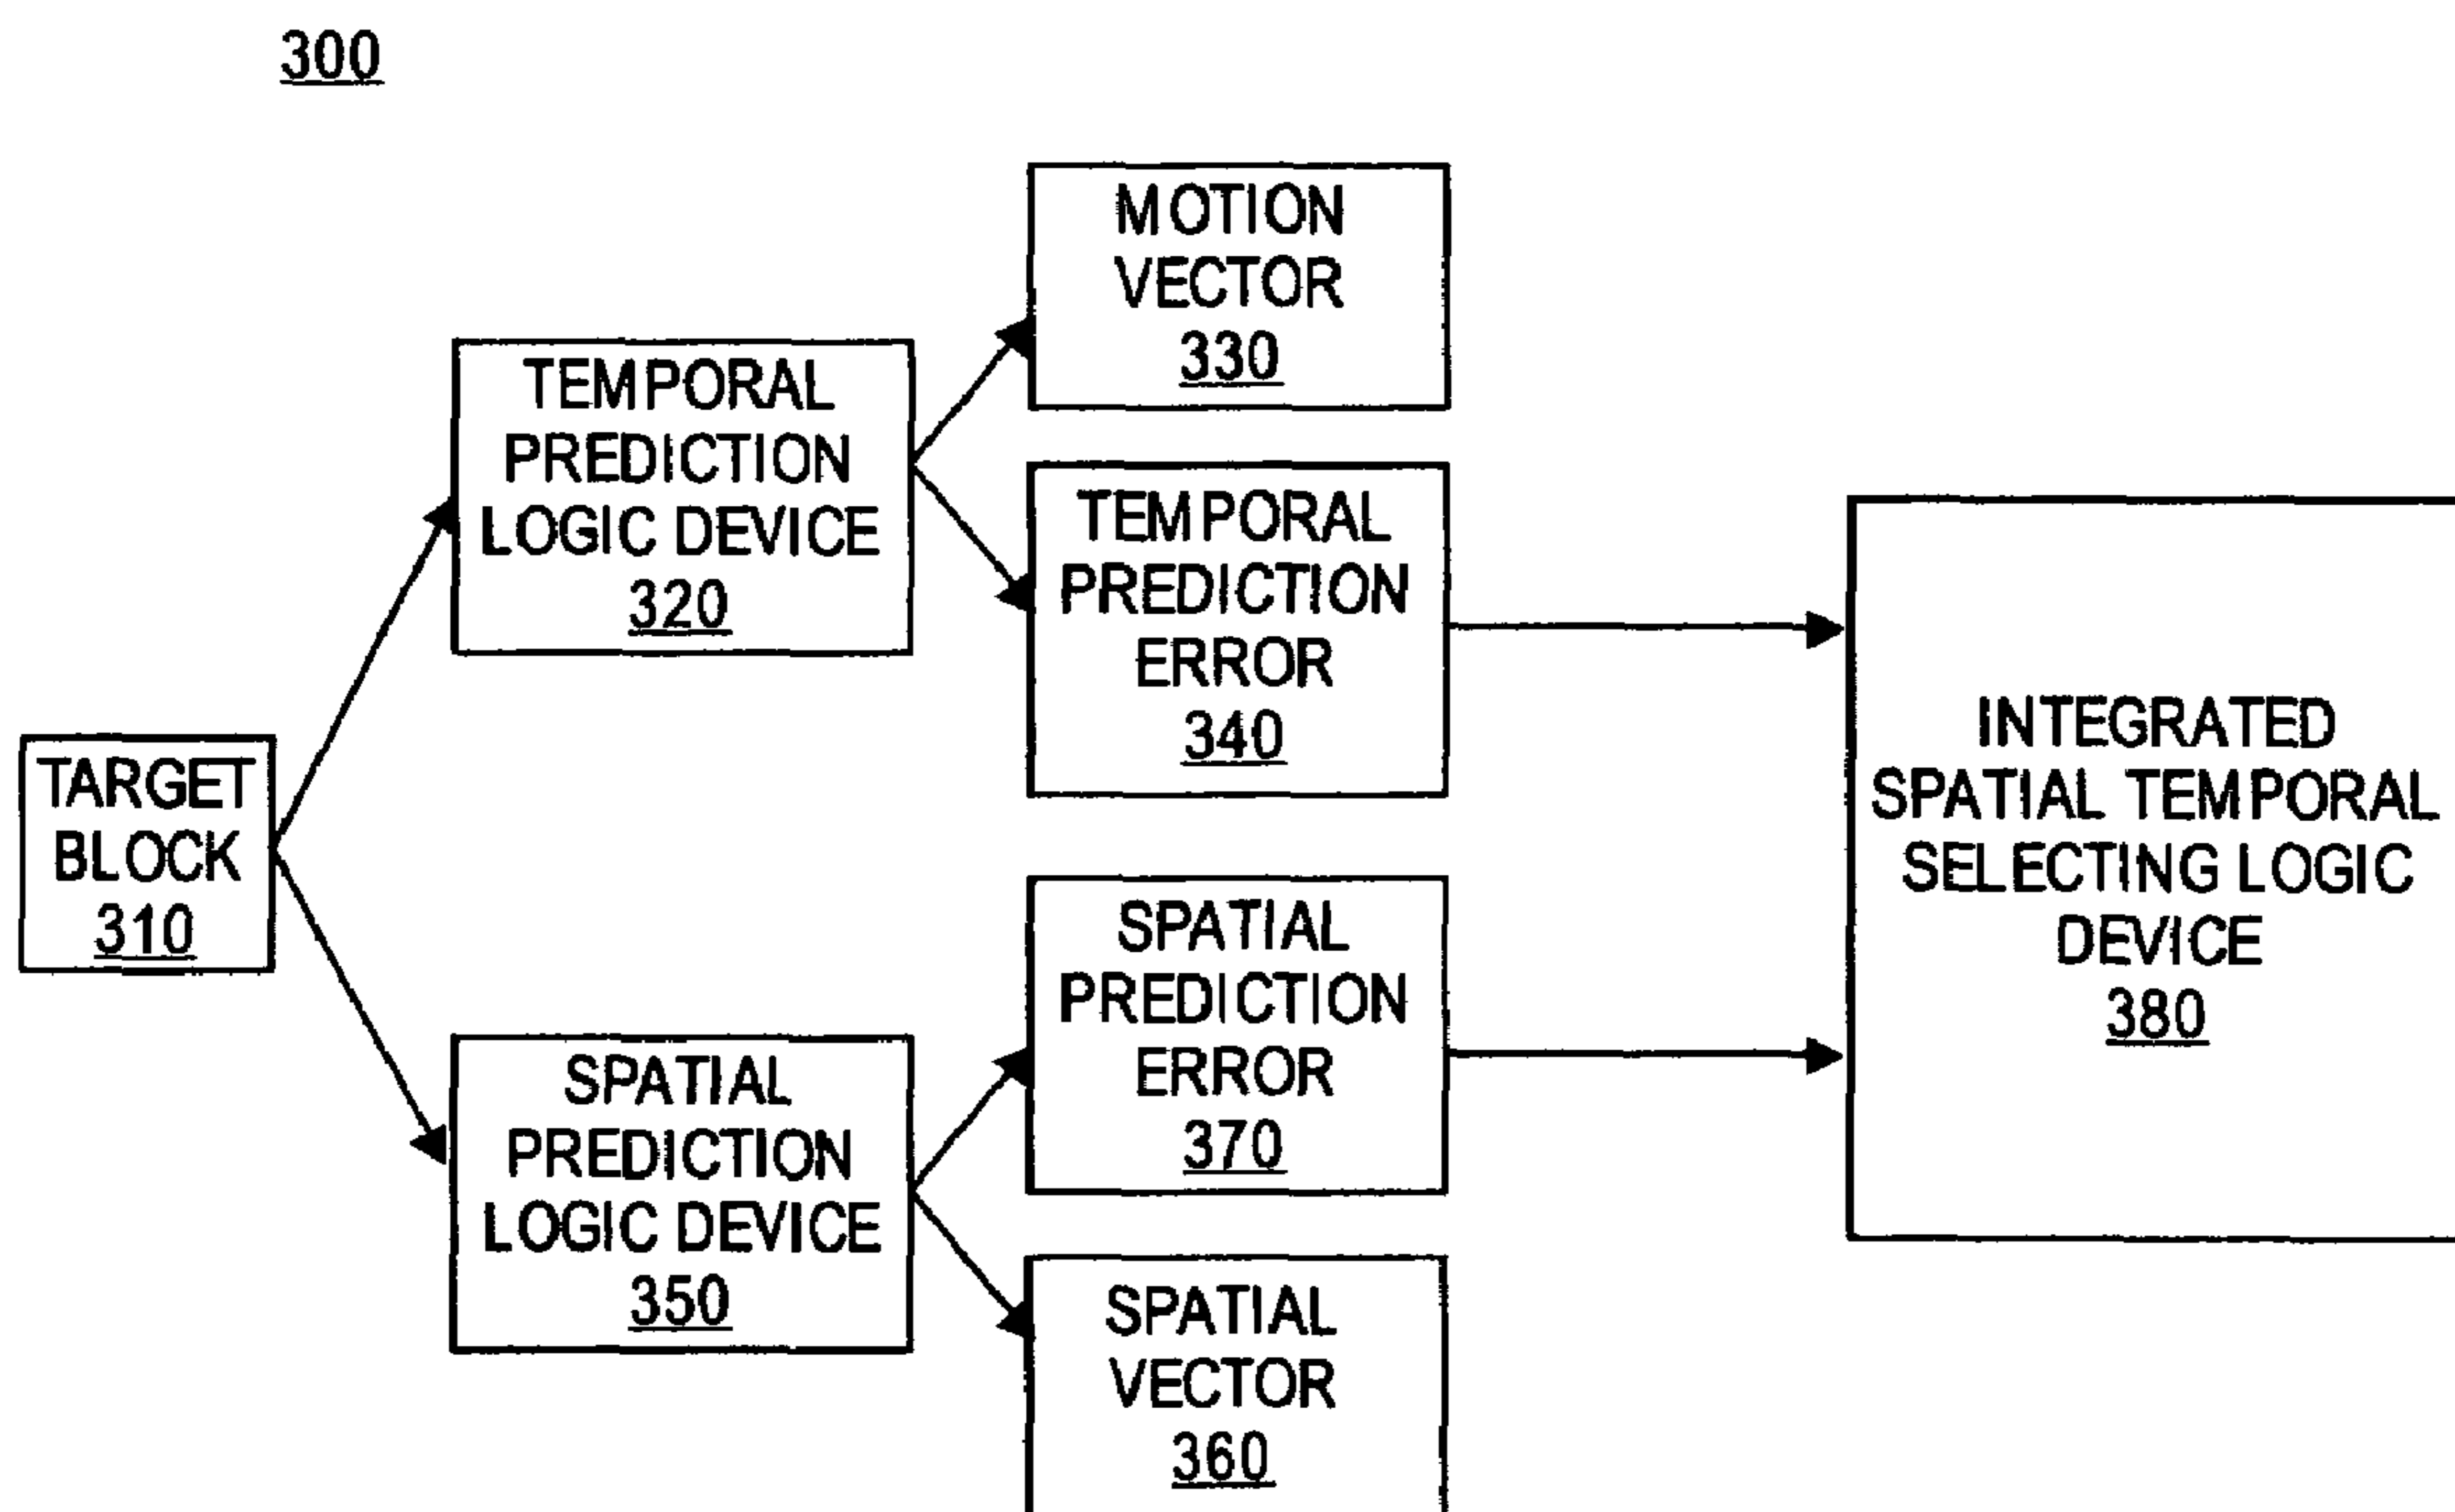 300
MOTION
VECTOR
330
TEMPORAL
PREDICTION
LOGIC DEVICE
320
TEMPORAL
PREDICTION
ERROR
340
TARGET
BLOCK
310
INTEGRATED
SPATIAL TEMPORAL
SELECTING LOGIC
DEVICE
380
SPATIAL
PREDICTION
ERROR
370
SPATIAL
PREDICTION
LOGIC DEVICE
350
SPATIAL
VECTOR
360